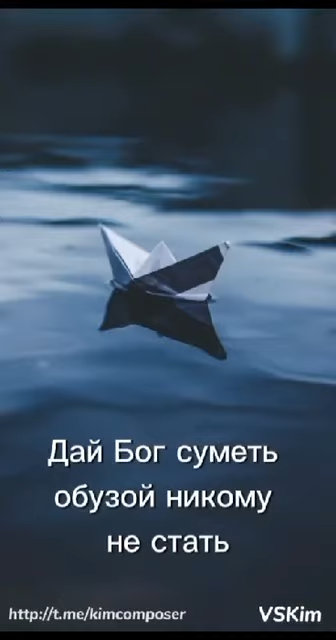 Дай Бог суметь
обузой никому
не стать
http://t.me/kimcomposer
VSKim